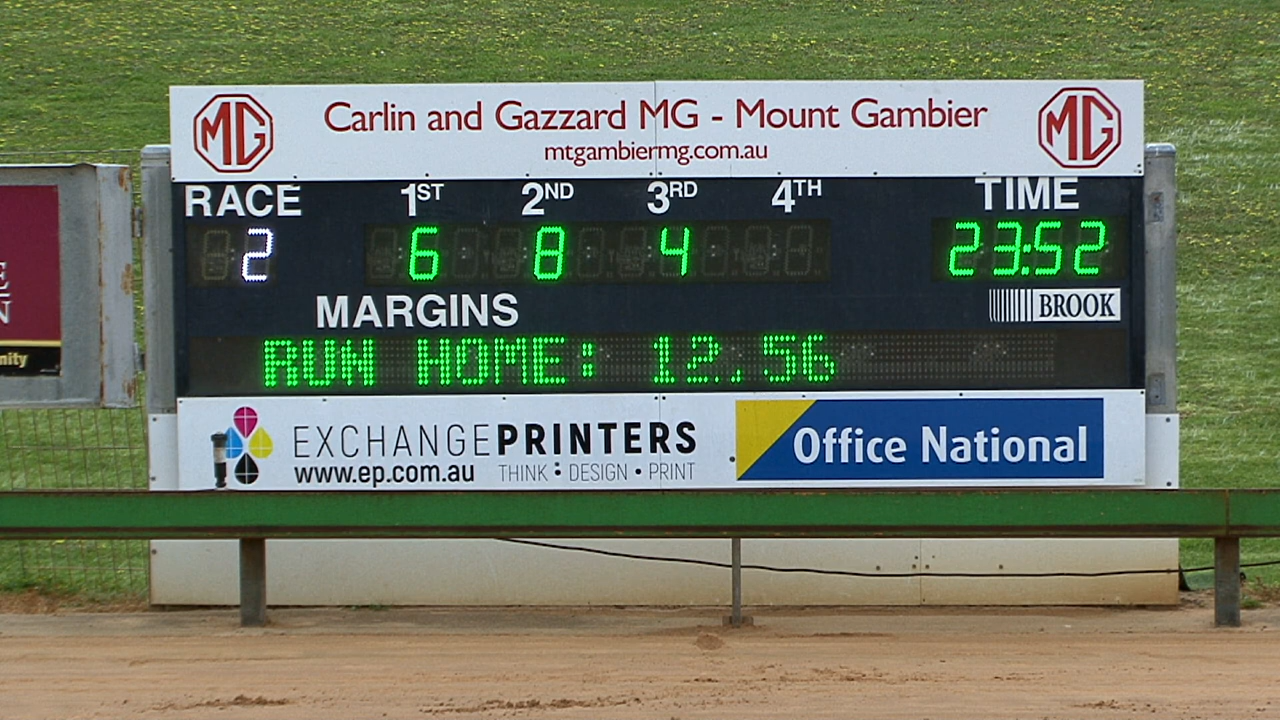 MG Carlin and Gazzard MG - Mount Gambier MG
mtgambiermg.com.au
RACE 1ST 2ND 3RD 4TH TIME
2 6 8 4 23:52
MARGINS BROOK
RUN HOME: 12.56
EXCHANGEPRINTERS Office National
www.ep.com.au THINK : DESIGN • PRINT
nity